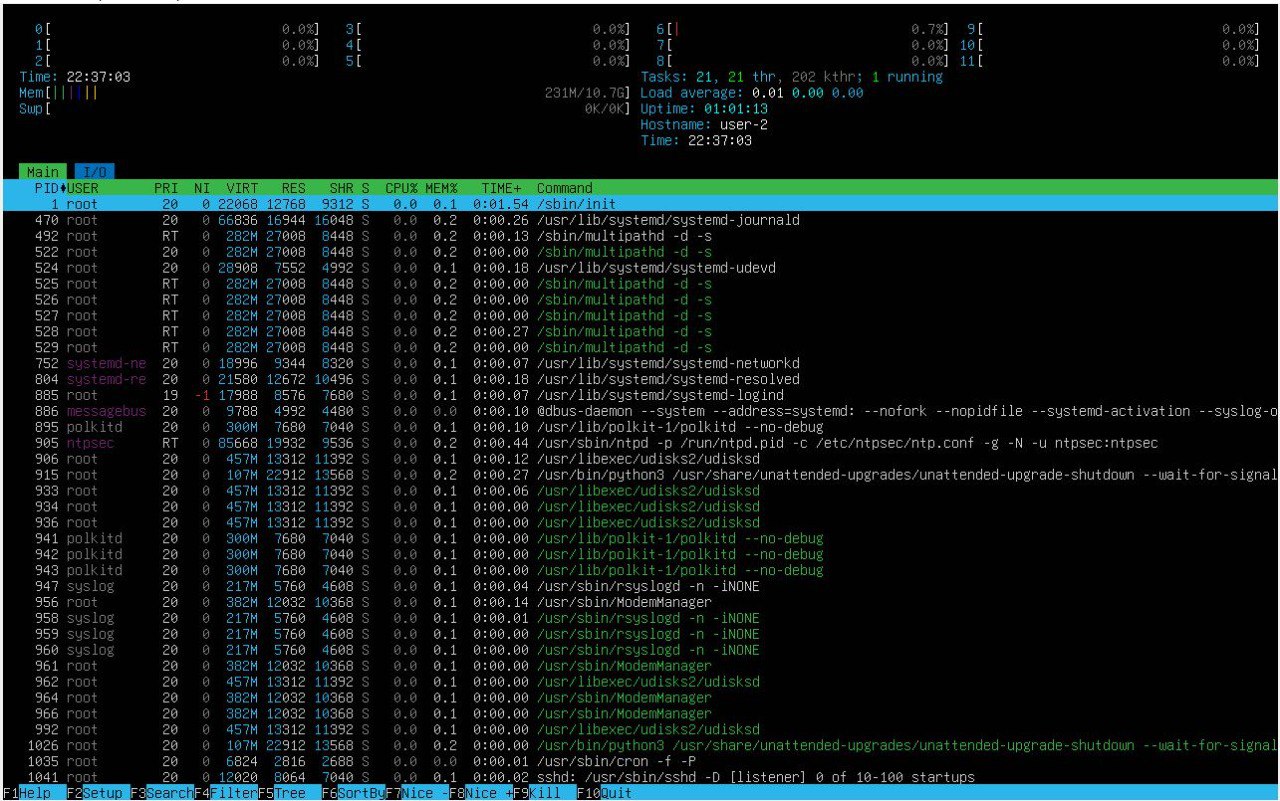 0[ 0.0%] 3[ 0.0%] 6[| 0.7%] 9[ 0.0%]
1[ 0.0%] 4[ 0.0%] 7[ 0.0%] 10[ 0.0%]
2[ 0.0%] 5[ 0.0%] 8[ 0.0%] 11[ 0.0%]
Time: 22:37:03 Tasks: 21, 21 thr, 202 kthr; 1 running
Mem[|||||| 231M/10.7G] Load average: 0.01 0.00 0.00
Swp[ 0K/0K] Uptime: 01:01:13
Hostname: user-2
Time: 22:37:03
Main I/O
PID♦USER PRI NI VIRT RES SHR S CPU% MEM% TIME+ Command
1 root 20 0 22068 12768 9312 S 0.0 0.1 0:01.54 /sbin/init
470 root 20 0 66836 16944 16048 S 0.0 0.2 0:00.26 /usr/lib/systemd/systemd-journald
492 root RT 0 282M 27008 8448 S 0.0 0.2 0:00.13 /sbin/multipathd -d -s
522 root 20 0 282M 27008 8448 S 0.0 0.2 0:00.00 /sbin/multipathd -d -s
524 root 20 0 28908 7552 4992 S 0.0 0.1 0:00.18 /usr/lib/systemd/systemd-udevd
525 root RT 0 282M 27008 8448 S 0.0 0.2 0:00.00 /sbin/multipathd -d -s
526 root RT 0 282M 27008 8448 S 0.0 0.2 0:00.00 /sbin/multipathd -d -s
527 root RT 0 282M 27008 8448 S 0.0 0.2 0:00.00 /sbin/multipathd -d -s
528 root RT 0 282M 27008 8448 S 0.0 0.2 0:00.27 /sbin/multipathd -d -s
529 root RT 0 282M 27008 8448 S 0.0 0.2 0:00.00 /sbin/multipathd -d -s
752 systemd-ne 20 0 18996 9344 8320 S 0.0 0.1 0:00.07 /usr/lib/systemd/systemd-networkd
804 systemd-re 20 0 21580 12672 10496 S 0.0 0.1 0:00.18 /usr/lib/systemd/systemd-resolved
885 root 19 -1 17988 8576 7680 S 0.0 0.1 0:00.07 /usr/lib/systemd/systemd-logind
886 messagebus 20 0 9788 4992 4480 S 0.0 0.0 0:00.10 @dbus-daemon --system --address=systemd: --nofork --nopidfile --systemd-activation --syslog-o
895 polkitd 20 0 300M 7680 7040 S 0.0 0.1 0:00.10 /usr/lib/polkit-1/polkitd --no-debug
905 ntpsec RT 0 85668 19932 9536 S 0.0 0.2 0:00.44 /usr/sbin/ntpd -p /run/ntpd.pid -c /etc/ntpsec/ntp.conf -g -N -u ntpsec:ntpsec
906 root 20 0 457M 13312 11392 S 0.0 0.1 0:00.12 /usr/libexec/udisks2/udisksd
915 root 20 0 107M 22912 13568 S 0.0 0.2 0:00.27 /usr/bin/python3 /usr/share/unattended-upgrades/unattended-upgrade-shutdown --wait-for-signal
933 root 20 0 457M 13312 11392 S 0.0 0.1 0:00.06 /usr/libexec/udisks2/udisksd
934 root 20 0 457M 13312 11392 S 0.0 0.1 0:00.00 /usr/libexec/udisks2/udisksd
936 root 20 0 457M 13312 11392 S 0.0 0.1 0:00.00 /usr/libexec/udisks2/udisksd
941 polkitd 20 0 300M 7680 7040 S 0.0 0.1 0:00.00 /usr/lib/polkit-1/polkitd --no-debug
942 polkitd 20 0 300M 7680 7040 S 0.0 0.1 0:00.00 /usr/lib/polkit-1/polkitd --no-debug
943 polkitd 20 0 300M 7680 7040 S 0.0 0.1 0:00.00 /usr/lib/polkit-1/polkitd --no-debug
947 syslog 20 0 217M 5760 4608 S 0.0 0.1 0:00.04 /usr/sbin/rsyslogd -n -iNONE
956 root 20 0 382M 12032 10368 S 0.0 0.1 0:00.14 /usr/sbin/ModemManager
958 syslog 20 0 217M 5760 4608 S 0.0 0.1 0:00.01 /usr/sbin/rsyslogd -n -iNONE
959 syslog 20 0 217M 5760 4608 S 0.0 0.1 0:00.00 /usr/sbin/rsyslogd -n -iNONE
960 syslog 20 0 217M 5760 4608 S 0.0 0.1 0:00.00 /usr/sbin/rsyslogd -n -iNONE
961 root 20 0 382M 12032 10368 S 0.0 0.1 0:00.00 /usr/sbin/ModemManager
962 root 20 0 457M 13312 11392 S 0.0 0.1 0:00.00 /usr/libexec/udisks2/udisksd
964 root 20 0 382M 12032 10368 S 0.0 0.1 0:00.00 /usr/sbin/ModemManager
966 root 20 0 382M 12032 10368 S 0.0 0.1 0:00.00 /usr/sbin/ModemManager
992 root 20 0 457M 13312 11392 S 0.0 0.1 0:00.00 /usr/libexec/udisks2/udisksd
1026 root 20 0 107M 22912 13568 S 0.0 0.2 0:00.00 /usr/bin/python3 /usr/share/unattended-upgrades/unattended-upgrade-shutdown --wait-for-signal
1035 root 20 0 6824 2816 2688 S 0.0 0.0 0:00.01 /usr/sbin/cron -f -P
1041 root 20 0 12020 8064 7040 S 0.0 0.1 0:00.02 sshd: /usr/sbin/sshd -D [listener] 0 of 10-100 startups
F1Help F2Setup F3SearchF4FilterF5Tree F6SortByF7Nice -F8Nice +F9Kill F10Quit